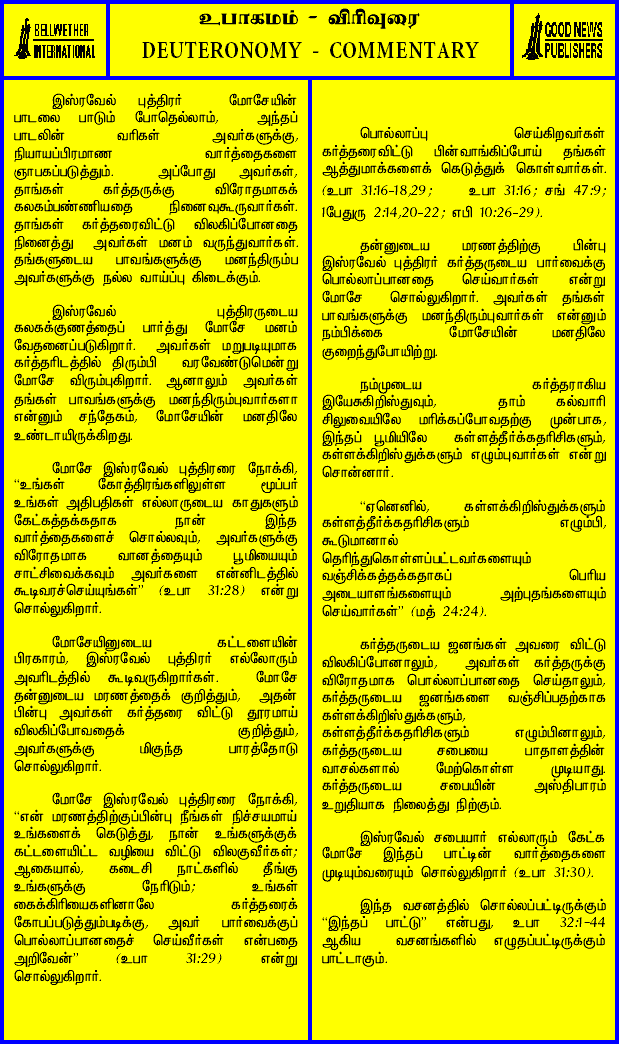 BELLWETHER
INTERNATIONAL
உபாகமம் - விரிவுரை
DEUTERONOMY - COMMENTARY
GOOD NEWS
PUBLISHERS
இஸ்ரவேல் புத்திரர் மோசேயின்
பாடலை பாடும் போதெல்லாம், அந்தப்
பாடலின் வரிகள் அவர்களுக்கு,
நியாயப்பிரமாண வார்த்தைகளை
ஞாபகப்படுத்தும். அப்போது அவர்கள்,
தாங்கள் கர்த்தருக்கு விரோதமாகக்
கலகம்பண்ணியதை நினைவுகூருவார்கள்.
தாங்கள் கர்த்தரைவிட்டு விலகிப்போனதை
நினைத்து அவர்கள் மனம் வருந்துவார்கள்.
தங்களுடைய பாவங்களுக்கு மனந்திரும்ப
அவர்களுக்கு நல்ல வாய்ப்பு கிடைக்கும்.
இஸ்ரவேல் புத்திரருடைய
கலகக்குணத்தைப் பார்த்து மோசே மனம்
வேதனைப்படுகிறார். அவர்கள் மறுபடியுமாக
கர்த்தரிடத்தில் திரும்பி வரவேண்டுமென்று
மோசே விரும்புகிறார். ஆனாலும் அவர்கள்
தங்கள் பாவங்களுக்கு மனந்திரும்புவார்களா
என்னும் சந்தேகம், மோசேயின் மனதிலே
உண்டாயிருக்கிறது.
மோசே இஸ்ரவேல் புத்திரரை நோக்கி,
“உங்கள் கோத்திரங்களிலுள்ள மூப்பர்
உங்கள் அதிபதிகள் எல்லாருடைய காதுகளும்
கேட்கத்தக்கதாக நான் இந்த
வார்த்தைகளைச் சொல்லவும், அவர்களுக்கு
விரோதமாக வானத்தையும் பூமியையும்
சாட்சிவைக்கவும் அவர்களை என்னிடத்தில்
கூடிவரச்செய்யுங்கள்” (உபா 31:28) என்று
சொல்லுகிறார்.
மோசேயினுடைய கட்டளையின்
பிரகாரம், இஸ்ரவேல் புத்திரர் எல்லோரும்
அவரிடத்தில் கூடிவருகிறார்கள். மோசே
தன்னுடைய மரணத்தைக் குறித்தும், அதன்
பின்பு அவர்கள் கர்த்தரை விட்டு தூரமாய்
விலகிப்போவதைக் குறித்தும்,
அவர்களுக்கு மிகுந்த பாரத்தோடு
சொல்லுகிறார்.
மோசே இஸ்ரவேல் புத்திரரை நோக்கி,
“என் மரணத்திற்குப்பின்பு நீங்கள் நிச்சயமாய்
உங்களைக் கெடுத்து, நான் உங்களுக்குக்
கட்டளையிட்ட வழியை விட்டு விலகுவீர்கள்;
ஆகையால், கடைசி நாட்களில் தீங்கு
உங்களுக்கு நேரிடும்; உங்கள்
கைக்கிரியைகளினாலே கர்த்தரைக்
கோபப்படுத்தும்படிக்கு, அவர் பார்வைக்குப்
பொல்லாப்பானதைச் செய்வீர்கள் என்பதை
அறிவேன்” (உபா 31:29) என்று
சொல்லுகிறார்.
பொல்லாப்பு செய்கிறவர்கள்
கர்த்தரைவிட்டு பின்வாங்கிப்போய் தங்கள்
ஆத்துமாக்களைக் கெடுத்துக் கொள்வார்கள்.
(உபா 31:16-18,29; உபா 31:16; சங் 47:9;
1பேதுரு 2:14,20-22; எபி 10:26-29).
தன்னுடைய மரணத்திற்கு பின்பு
இஸ்ரவேல் புத்திரர் கர்த்தருடைய பார்வைக்கு
பொல்லாப்பானதை செய்வார்கள் என்று
மோசே சொல்லுகிறார். அவர்கள் தங்கள்
பாவங்களுக்கு மனந்திரும்புவார்கள் என்னும்
நம்பிக்கை மோசேயின் மனதிலே
குறைந்துபோயிற்று.
நம்முடைய கர்த்தராகிய
இயேசுகிறிஸ்துவும், தாம் கல்வாரி
சிலுவையிலே மரிக்கப்போவதற்கு முன்பாக,
இந்தப் பூமியிலே கள்ளத்தீர்க்கதரிசிகளும்,
கள்ளக்கிறிஸ்துக்களும் எழும்புவார்கள் என்று
சொன்னார்.
“ஏனெனில், கள்ளக்கிறிஸ்துக்களும்
கள்ளத்தீர்க்கதரிசிகளும் எழும்பி,
கூடுமானால்
தெரிந்துகொள்ளப்பட்டவர்களையும்
வஞ்சிக்கத்தக்கதாகப் பெரிய
அடையாளங்களையும் அற்புதங்களையும்
செய்வார்கள்” (மத் 24:24).
கர்த்தருடைய ஜனங்கள் அவரை விட்டு
விலகிப்போனாலும், அவர்கள் கர்த்தருக்கு
விரோதமாக பொல்லாப்பானதை செய்தாலும்,
கர்த்தருடைய ஜனங்களை வஞ்சிப்பதற்காக
கள்ளக்கிறிஸ்துக்களும்,
கள்ளத்தீர்க்கதரிசிகளும் எழும்பினாலும்,
கர்த்தருடைய சபையை பாதாளத்தின்
வாசல்களால் மேற்கொள்ள முடியாது.
கர்த்தருடைய சபையின் அஸ்திபாரம்
உறுதியாக நிலைத்து நிற்கும்.
இஸ்ரவேல் சபையார் எல்லாரும் கேட்க
மோசே இந்தப் பாட்டின் வார்த்தைகளை
முடியும்வரையும் சொல்லுகிறார் (உபா 31:30).
இந்த வசனத்தில் சொல்லப்பட்டிருக்கும்
“இந்தப் பாட்டு” என்பது, உபா 32:1-44
ஆகிய வசனங்களில் எழுதப்பட்டிருக்கும்
பாட்டாகும்.